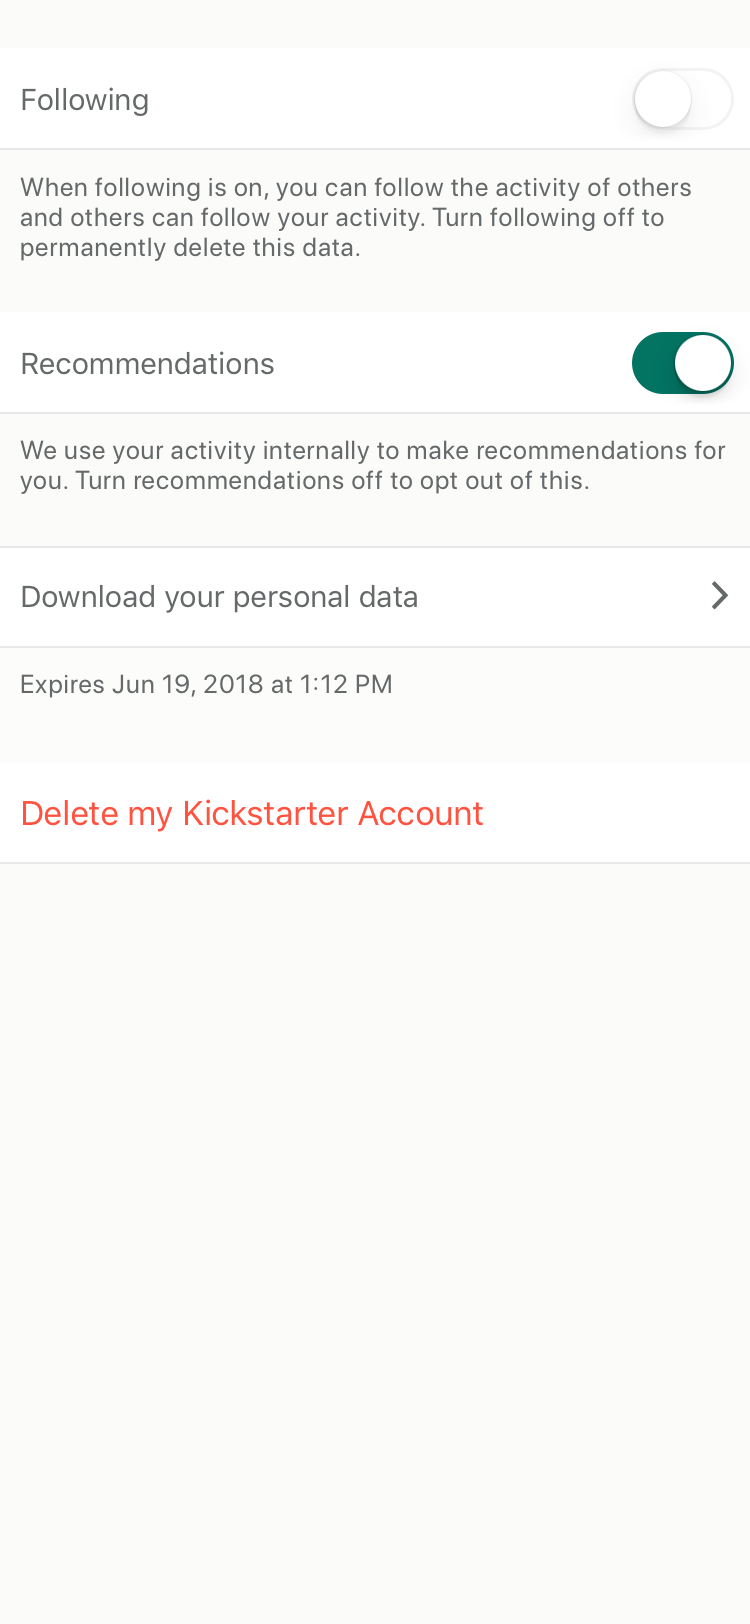 Following
When following is on, you can follow the activity of others
and others can follow your activity. Turn following off to
permanently delete this data.
Recommendations
We use your activity internally to make recommendations for
you. Turn recommendations off to opt out of this.
Download your personal data
Expires Jun 19, 2018 at 1:12 PM
Delete my Kickstarter Account